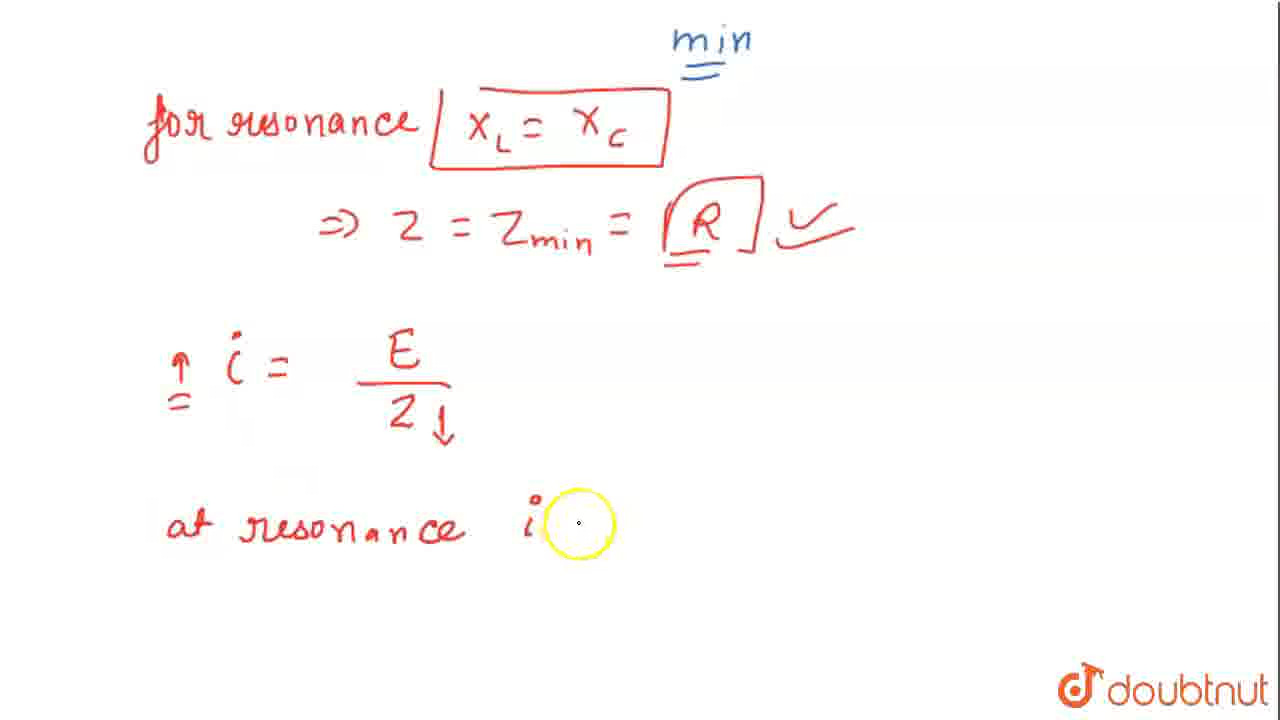 min
for resonance X_L = X_C
⇒ Z = Z_min = R ✓
↑ i = E / Z ↓
at resonance i
doubtnut